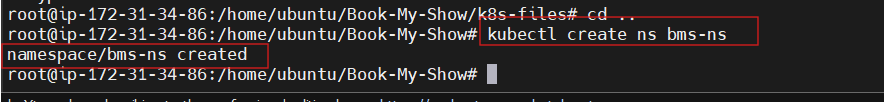 root@ip-172-31-34-86:/home/ubuntu/Book-My-Show/k8s-files# cd ..
root@ip-172-31-34-86:/home/ubuntu/Book-My-Show# kubectl create ns bms-ns
namespace/bms-ns created
root@ip-172-31-34-86:/home/ubuntu/Book-My-Show#